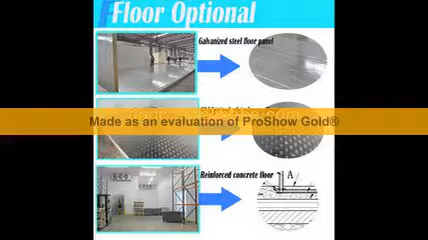 Floor Optional
Galvanized steel floor panel
Made as an evaluation of ProShow Gold®
Reinforced concrete floor
A